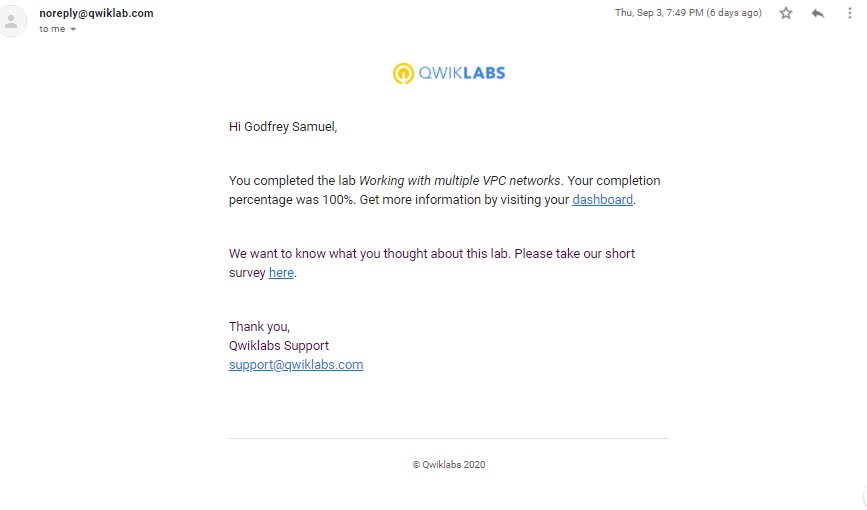 noreply@qwiklab.com
Thu, Sep 3, 7:49 PM (6 days ago)
to me
QWIKLABS
Hi Godfrey Samuel,
You completed the lab Working with multiple VPC networks. Your completion
percentage was 100%. Get more information by visiting your dashboard.
We want to know what you thought about this lab. Please take our short
survey here.
Thank you,
Qwiklabs Support
support@qwiklabs.com
© Qwiklabs 2020